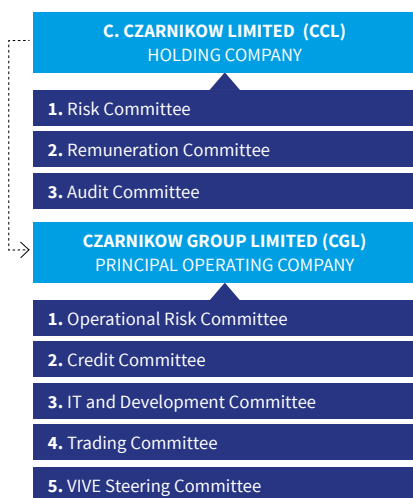 C. CZARNIKOW LIMITED (CCL)
HOLDING COMPANY
1. Risk Committee
2. Remuneration Committee
3. Audit Committee
CZARNIKOW GROUP LIMITED (CGL)
PRINCIPAL OPERATING COMPANY
1. Operational Risk Committee
2. Credit Committee
3. IT and Development Committee
4. Trading Committee
5. VIVE Steering Committee